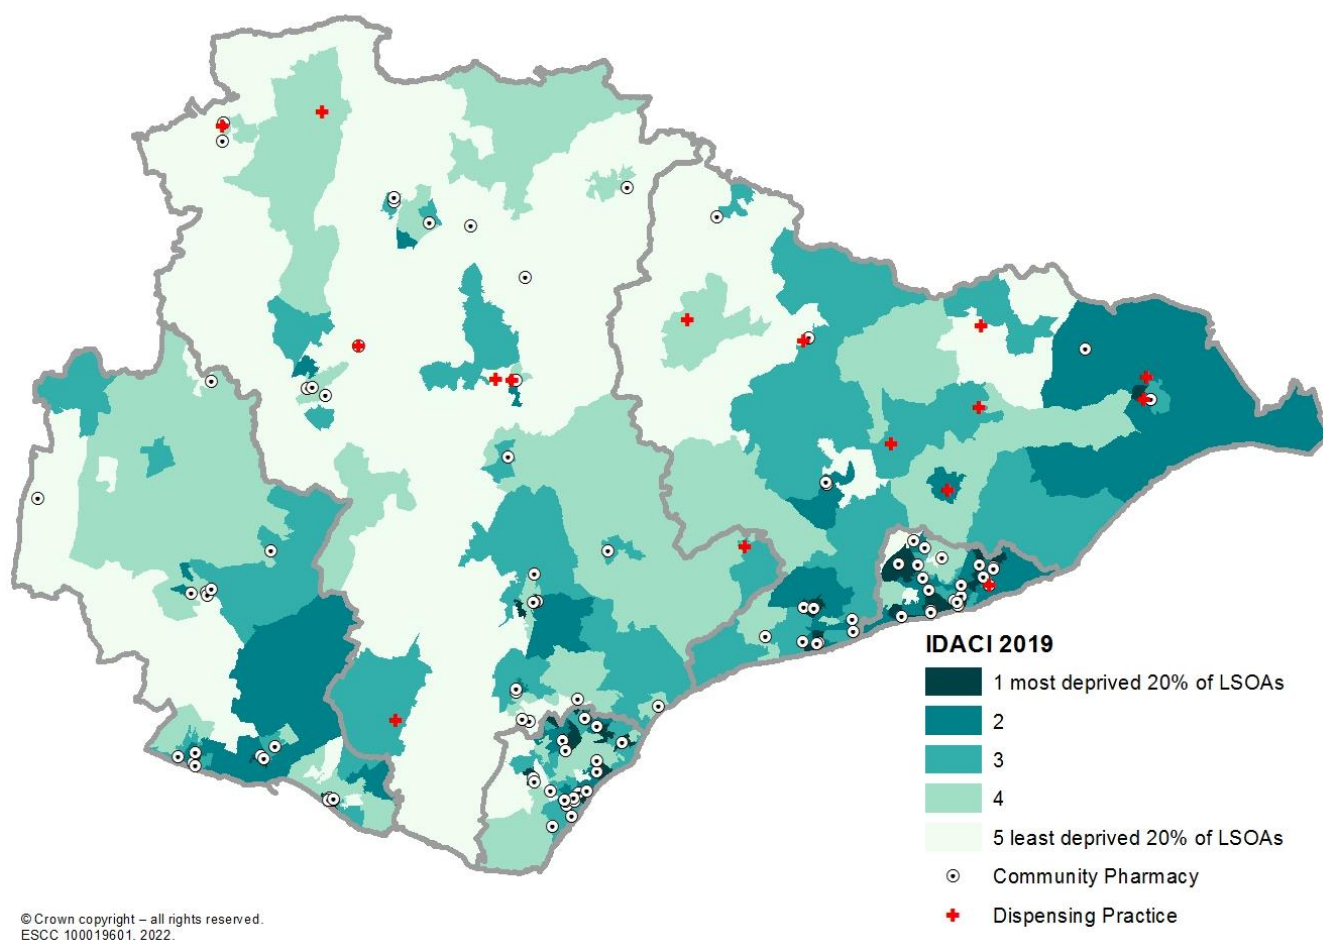 IDACI 2019
1 most deprived 20% of LSOAs
2
3
4
5 least deprived 20% of LSOAs
Community Pharmacy
Dispensing Practice
© Crown copyright – all rights reserved.
ESCC 100019601, 2022.